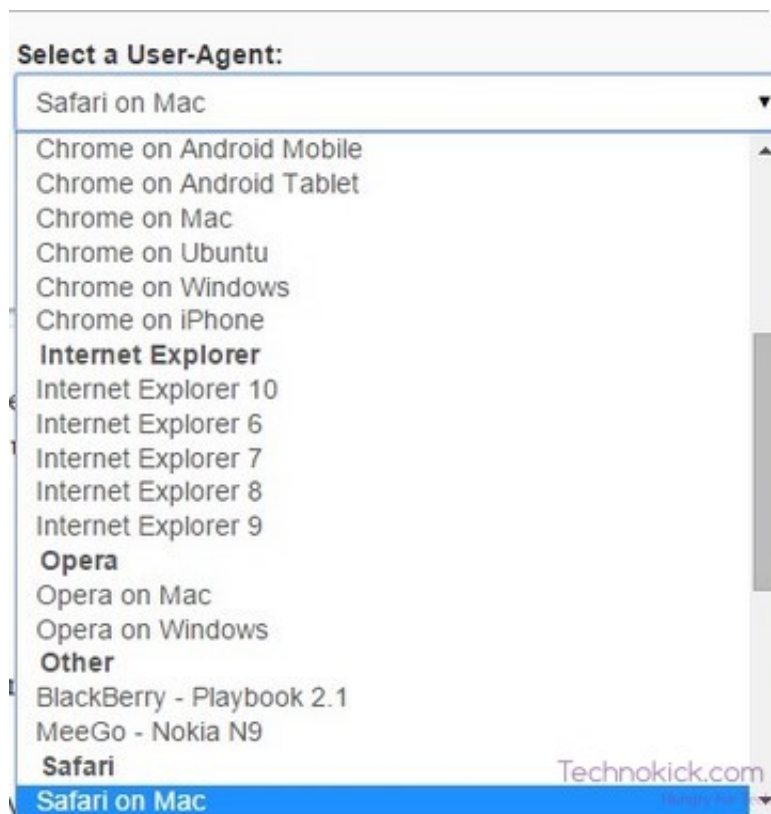 Select a User-Agent:
Safari on Mac
Chrome on Android Mobile
Chrome on Android Tablet
Chrome on Mac
Chrome on Ubuntu
Chrome on Windows
Chrome on iPhone
Internet Explorer
Internet Explorer 10
Internet Explorer 6
Internet Explorer 7
Internet Explorer 8
Internet Explorer 9
Opera
Opera on Mac
Opera on Windows
Other
BlackBerry - Playbook 2.1
MeeGo - Nokia N9
Safari
Technokick.com
Safari on Mac